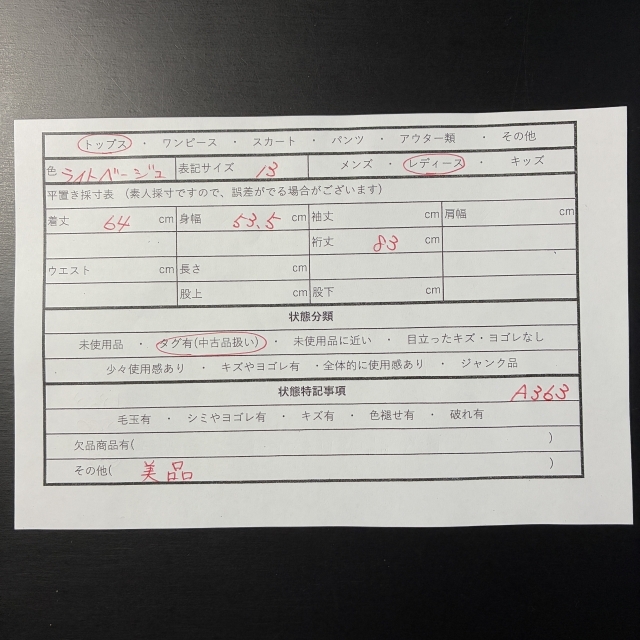 トップス ・ ワンピース ・ スカート ・ パンツ ・ アウター類 ・ その他
色 ライトベージュ 表記サイズ 13 メンズ ・ レディース ・ キッズ
平置き採寸表 (素人採寸ですので、誤差がでる場合がございます)
着丈 64 cm 身幅 53.5 cm 袖丈 cm 肩幅 cm
裄丈 83 cm
ウエスト cm 長さ cm
股上 cm 股下 cm
状態分類
未使用品 ・ タグ有(中古品扱い) ・ 未使用品に近い ・ 目立ったキズ・ヨゴレなし
少々使用感あり ・ キズやヨゴレ有 ・全体的に使用感あり ・ ジャンク品
状態特記事項 A363
毛玉有 ・ シミやヨゴレ有 ・ キズ有 ・ 色褪せ有 ・ 破れ有
欠品商品有( )
その他( 美品 )